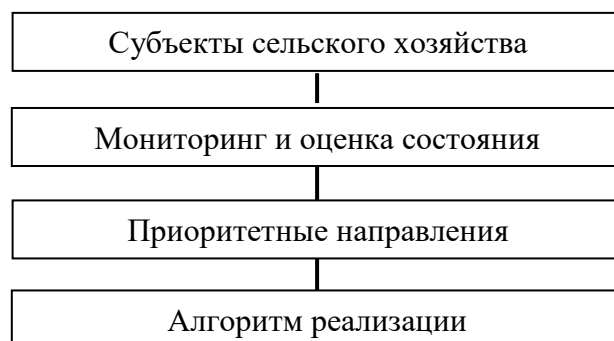 Субъекты сельского хозяйства
Мониторинг и оценка состояния
Приоритетные направления
Алгоритм реализации